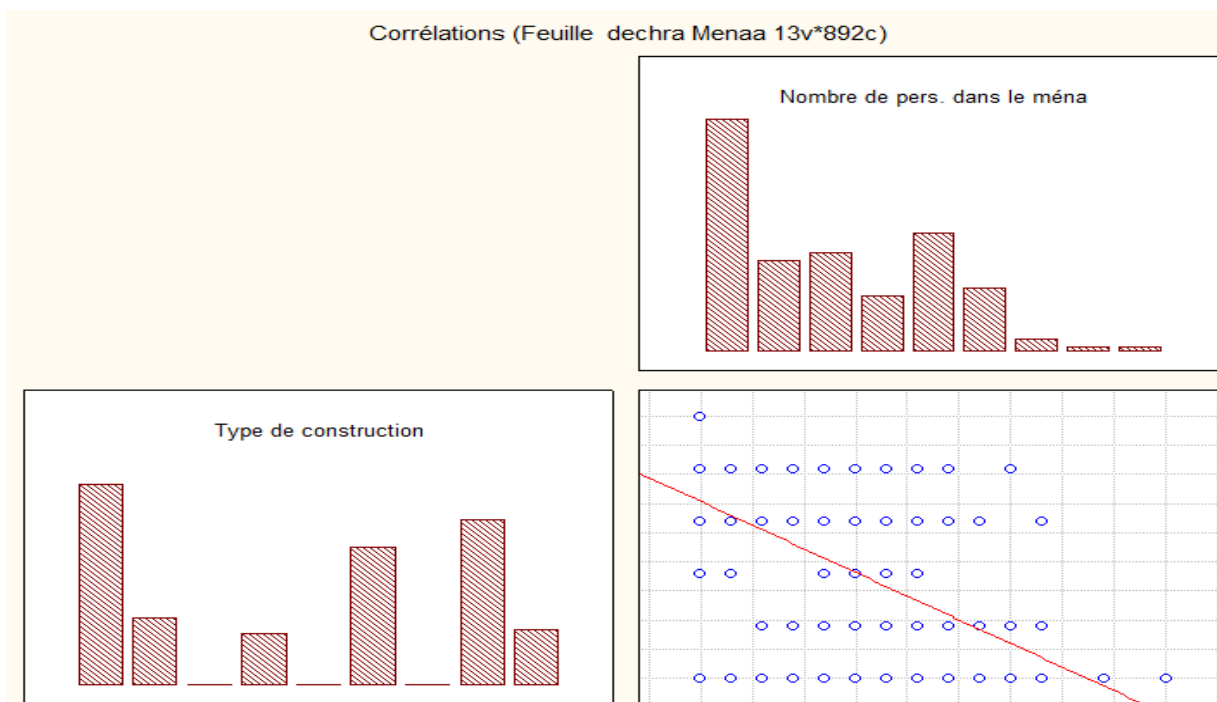 Corrélations (Feuille dechra Menaa 13v*892c)
Nombre de pers. dans le ména
Type de construction